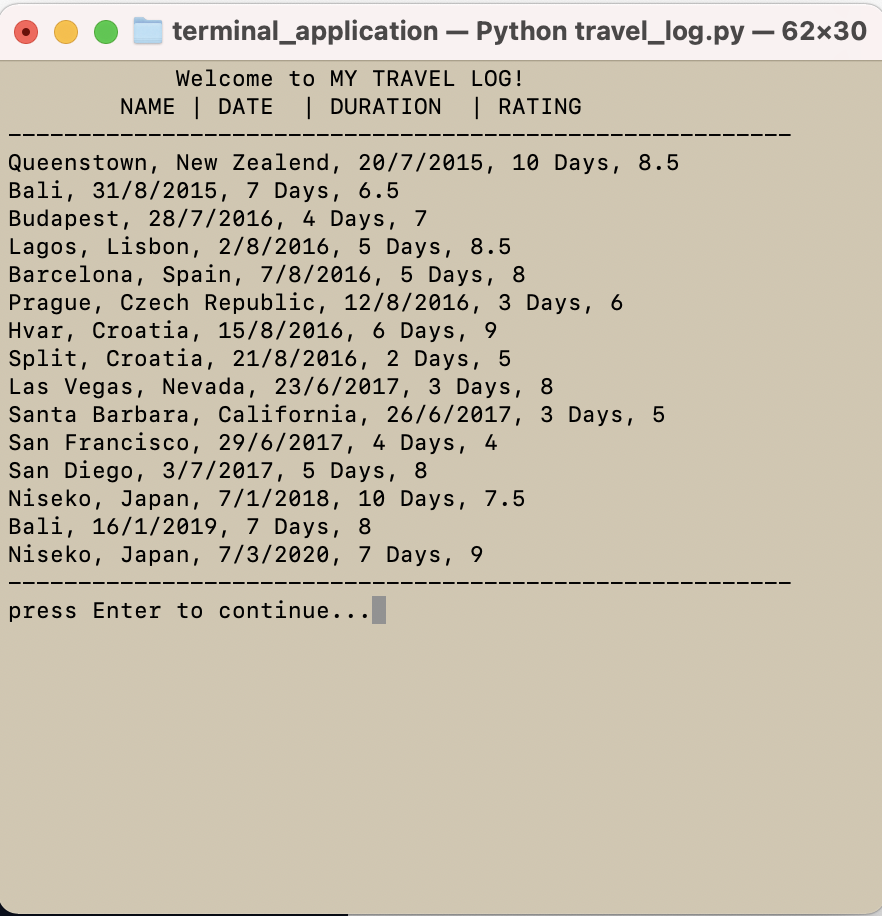 terminal_application — Python travel_log.py — 62×30
Welcome to MY TRAVEL LOG!
NAME | DATE  | DURATION  | RATING
--------------------------------------------------------
Queenstown, New Zealend, 20/7/2015, 10 Days, 8.5
Bali, 31/8/2015, 7 Days, 6.5
Budapest, 28/7/2016, 4 Days, 7
Lagos, Lisbon, 2/8/2016, 5 Days, 8.5
Barcelona, Spain, 7/8/2016, 5 Days, 8
Prague, Czech Republic, 12/8/2016, 3 Days, 6
Hvar, Croatia, 15/8/2016, 6 Days, 9
Split, Croatia, 21/8/2016, 2 Days, 5
Las Vegas, Nevada, 23/6/2017, 3 Days, 8
Santa Barbara, California, 26/6/2017, 3 Days, 5
San Francisco, 29/6/2017, 4 Days, 4
San Diego, 3/7/2017, 5 Days, 8
Niseko, Japan, 7/1/2018, 10 Days, 7.5
Bali, 16/1/2019, 7 Days, 8
Niseko, Japan, 7/3/2020, 7 Days, 9
--------------------------------------------------------
press Enter to continue...